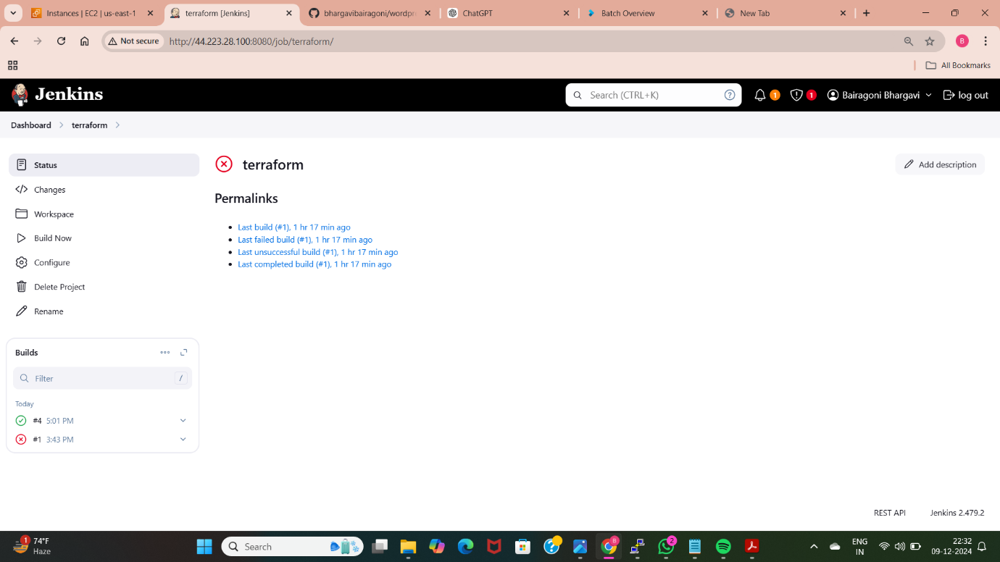 Instances | EC2 | us-east-1
terraform [Jenkins]
bhargavibairagoni/wordpre
ChatGPT
Batch Overview
New Tab
Not secure
http://44.223.28.100:8080/job/terraform/
B
All Bookmarks
Jenkins
Search (CTRL+K)
?
1
1
Bairagoni Bhargavi
log out
Dashboard
terraform
Status
Changes
Workspace
Build Now
Configure
Delete Project
Rename
terraform
Add description
Permalinks
Last build (#1), 1 hr 17 min ago
Last failed build (#1), 1 hr 17 min ago
Last unsuccessful build (#1), 1 hr 17 min ago
Last completed build (#1), 1 hr 17 min ago
Builds
Filter
/
Today
#4 5:01 PM
#1 3:43 PM
REST API
Jenkins 2.479.2
1
74°F
Haze
Search
B
2
ENG
IN
22:32
09-12-2024